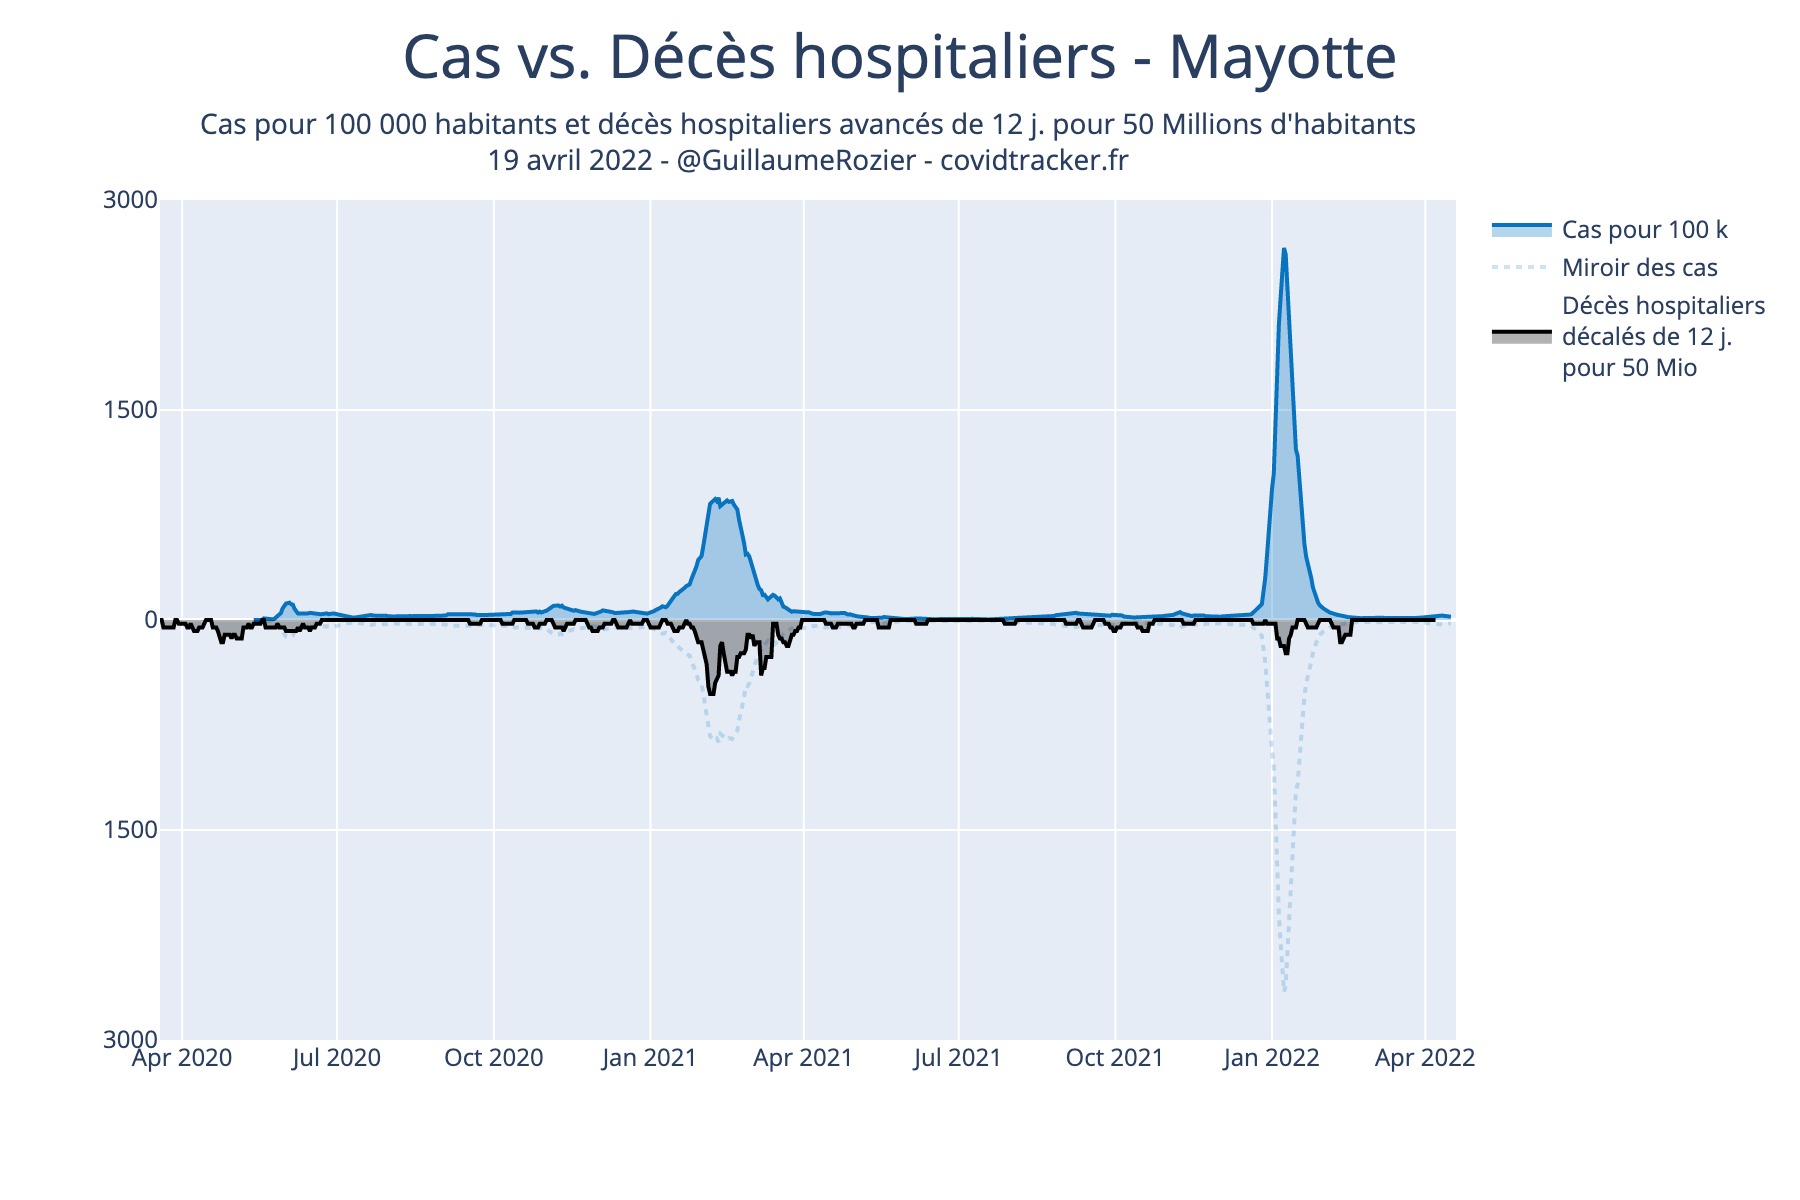 Cas vs. Décès hospitaliers - Mayotte
Cas pour 100 000 habitants et décès hospitaliers avancés de 12 j. pour 50 Millions d'habitants
19 avril 2022 - @GuillaumeRozier - covidtracker.fr
3000
1500
0
1500
3000
Apr 2020
Jul 2020
Oct 2020
Jan 2021
Apr 2021
Jul 2021
Oct 2021
Jan 2022
Apr 2022
Cas pour 100 k
Miroir des cas
Décès hospitaliers
décalés de 12 j.
pour 50 Mio